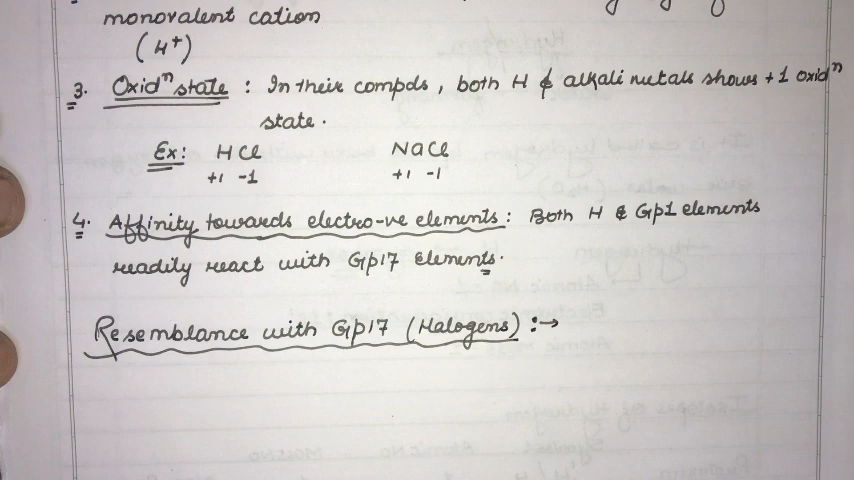 monovalent cation
(H+)
3. Oxidⁿ state : In their compds, both H & alkali metals shows +1 oxidⁿ
state.
Ex: HCl NaCl
+1 -1 +1 -1
4. Affinity towards electro-ve elements : Both H & Gp1 elements
readily react with Gp17 elements.
Resemblance with Gp17 (Halogens) :→